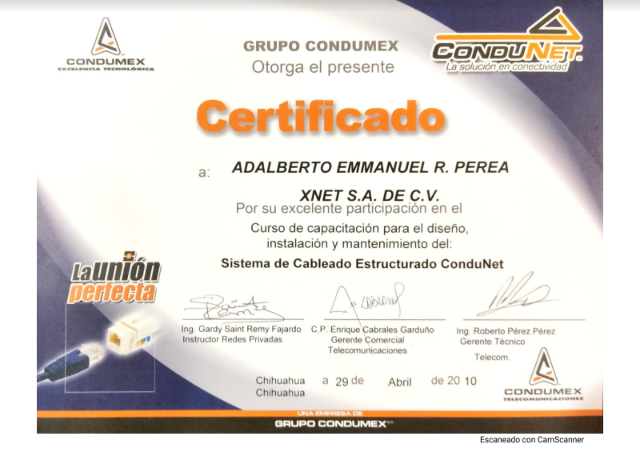 CONDUMEX
EXCELENCIA TECNOLÓGICA
GRUPO CONDUMEX
Otorga el presente
CONDUNET
La solución en conectividad
Certificado
a: ADALBERTO EMMANUEL R. PEREA
XNET S.A. DE C.V.
Por su excelente participación en el
Curso de capacitación para el diseño,
instalación y mantenimiento del:
Sistema de Cableado Estructurado ConduNet
La unión
perfecta
Ing. Gardy Saint Remy Fajardo
Instructor Redes Privadas
C.P. Enrique Cabrales Garduño
Gerente Comercial
Telecomunicaciones
Ing. Roberto Pérez Pérez
Gerente Técnico
Telecom.
Chihuahua a 29 de Abril de 20 10
Chihuahua
CONDUMEX
TELECOMUNICACIONES
UNA EMPRESA DE
GRUPO CONDUMEX
Escaneado con CamScanner